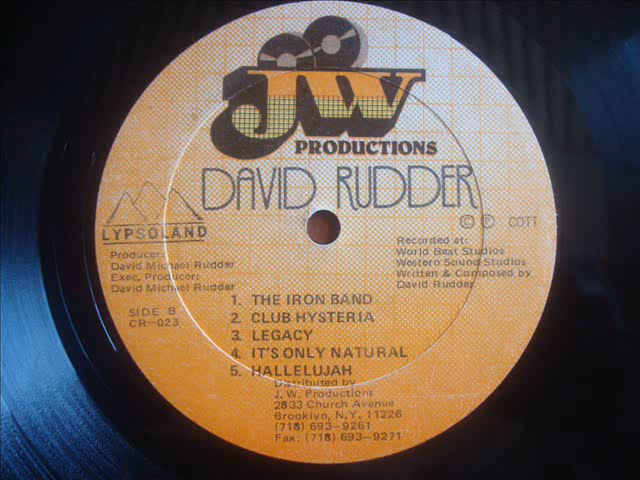 JW
PRODUCTIONS
DAVID RUDDER
LYPSOLAND
Ⓒ Ⓟ COTT
Producer:
David Michael Rudder
Exec. Producer:
David Michael Rudder
Recorded at:
World Beat Studios
Western Sound Studios
Written & Composed by
David Rudder
SIDE B
CR-023
1. THE IRON BAND
2. CLUB HYSTERIA
3. LEGACY
4. IT'S ONLY NATURAL
5. HALLELUJAH
Distributed by
J. W. Productions
2833 Church Avenue
Brooklyn, N.Y. 11226
(718) 693-9261
Fax: (718) 693-9271